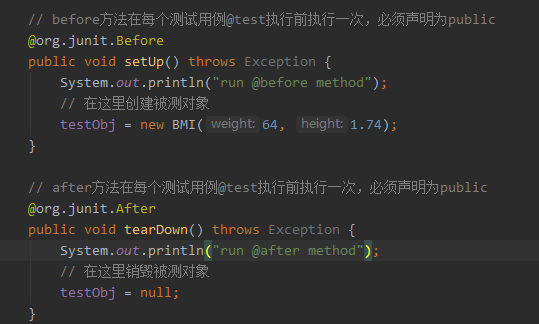 // before方法在每个测试用例@test执行前执行一次，必须声明为public
@org.junit.Before
public void setUp() throws Exception {
System.out.println("run @before method");
// 在这里创建被测对象
testObj = new BMI( weight: 64, height: 1.74);
}
// after方法在每个测试用例@test执行前执行一次，必须声明为public
@org.junit.After
public void tearDown() throws Exception {
System.out.println("run @after method");
// 在这里销毁被测对象
testObj = null;
}